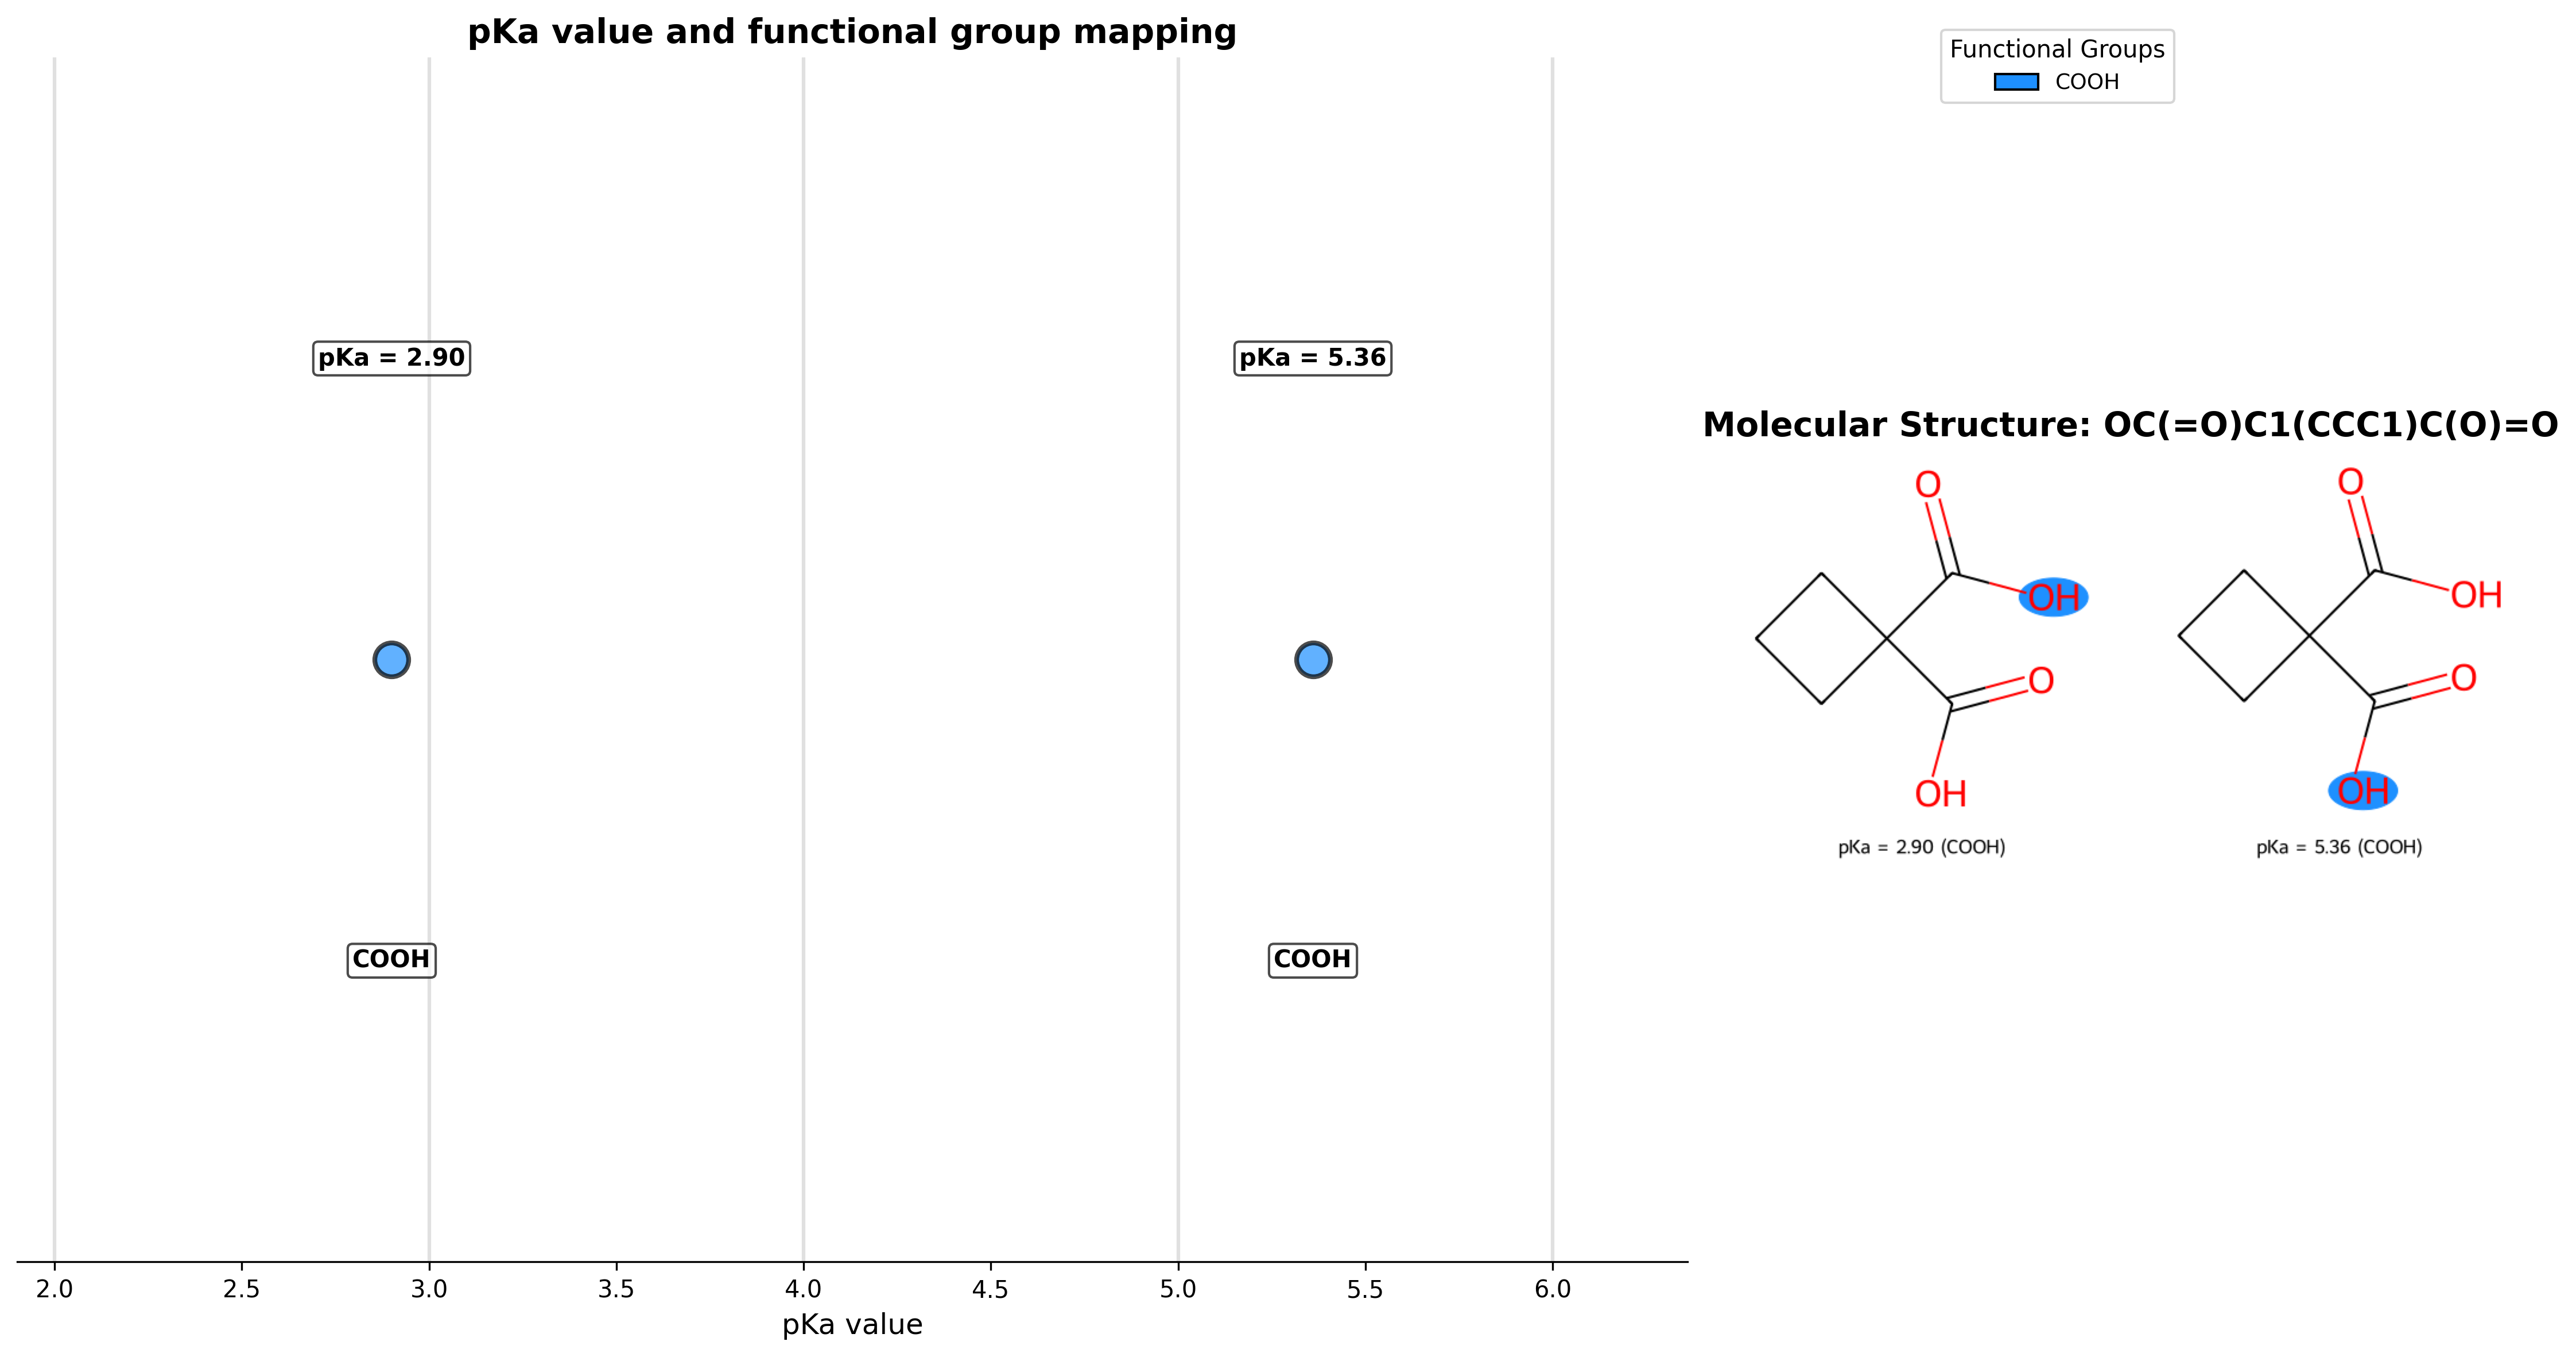 pKa value and functional group mapping
pKa = 2.90
pKa = 5.36
COOH
COOH
2.0 2.5 3.0 3.5 4.0 4.5 5.0 5.5 6.0
pKa value
Functional Groups
COOH
Molecular Structure: OC(=O)C1(CCC1)C(O)=O
O
OH
O
OH
pKa = 2.90 (COOH)
O
OH
O
OH
pKa = 5.36 (COOH)